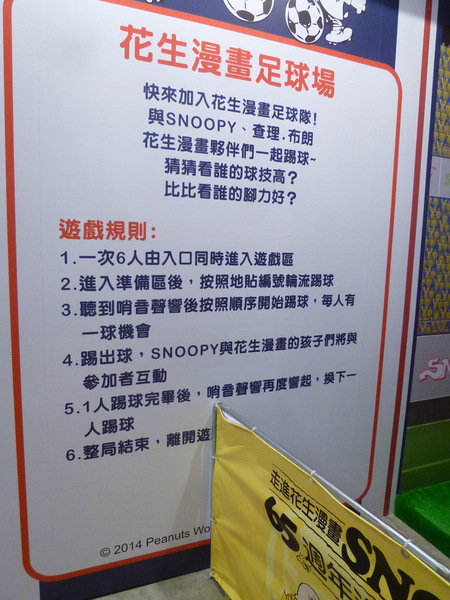 花生漫畫足球場
快來加入花生漫畫足球隊!
與SNOOPY、查理.布朗
花生漫畫夥伴們一起踢球~
猜猜看誰的球技高?
比比看誰的腳力好?
遊戲規則:
1.一次6人由入口同時進入遊戲區
2.進入準備區後，按照地貼編號輪流踢球
3.聽到哨音聲響後按照順序開始踢球，每人有
一球機會
4.踢出球，SNOOPY與花生漫畫的孩子們將與
參加者互動
5.1人踢球完畢後，哨音聲響再度響起，換下一
人踢球
6.整局結束，離開遊
© 2014 Peanuts Wo
走進花生漫畫
65週年
SNO